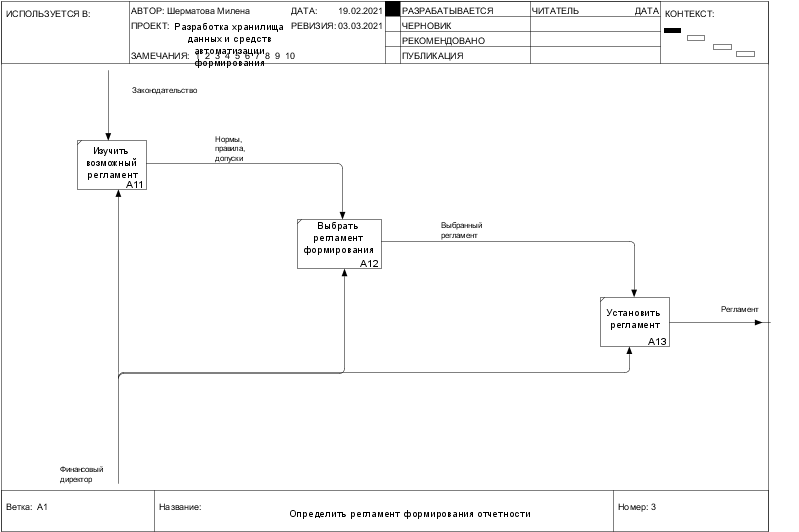 ИСПОЛЬЗУЕТСЯ В:
АВТОР: Шерматова Милена
ДАТА: 19.02.2021
РАЗРАБАТЫВАЕТСЯ
ЧИТАТЕЛЬ ДАТА
КОНТЕКСТ:
ПРОЕКТ: Разработка хранилища
данных и средств
автоматизации
формирования
РЕВИЗИЯ: 03.03.2021
ЧЕРНОВИК
РЕКОМЕНДОВАНО
ЗАМЕЧАНИЯ: 1 2 3 4 5 6 7 8 9 10
ПУБЛИКАЦИЯ
Законодательство
Изучить
возможный
регламент
A11
Нормы,
правила,
допуски
Выбрать
регламент
формирования
A12
Выбранный
регламент
Установить
регламент
A13
Регламент
Финансовый
директор
Ветка: A1
Название:
Определить регламент формирования отчетности
Номер: 3